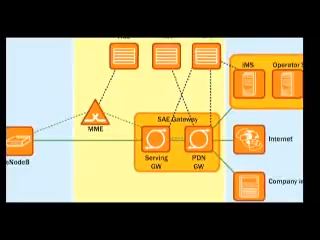 IMS
Operator
SAE Gateway
MME
Internet
eNodeB
Serving
GW
PDN
GW
Company